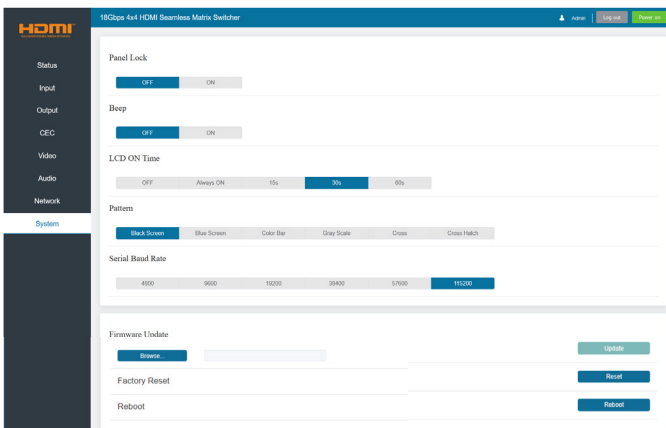 HDMI
18Gbps 4x4 HDMI Seamless Matrix Switcher
Admin
Log out
Power on
Status
Input
Output
CEC
Video
Audio
Network
System
Panel Lock
OFF ON
Beep
OFF ON
LCD ON Time
OFF Always ON 15s 30s 60s
Pattern
Black Screen Blue Screen Color Bar Gray Scale Cross Cross Hatch
Serial Baud Rate
4800 9600 19200 38400 57600 115200
Firmware Update
Browse... Update
Factory Reset Reset
Reboot Reboot